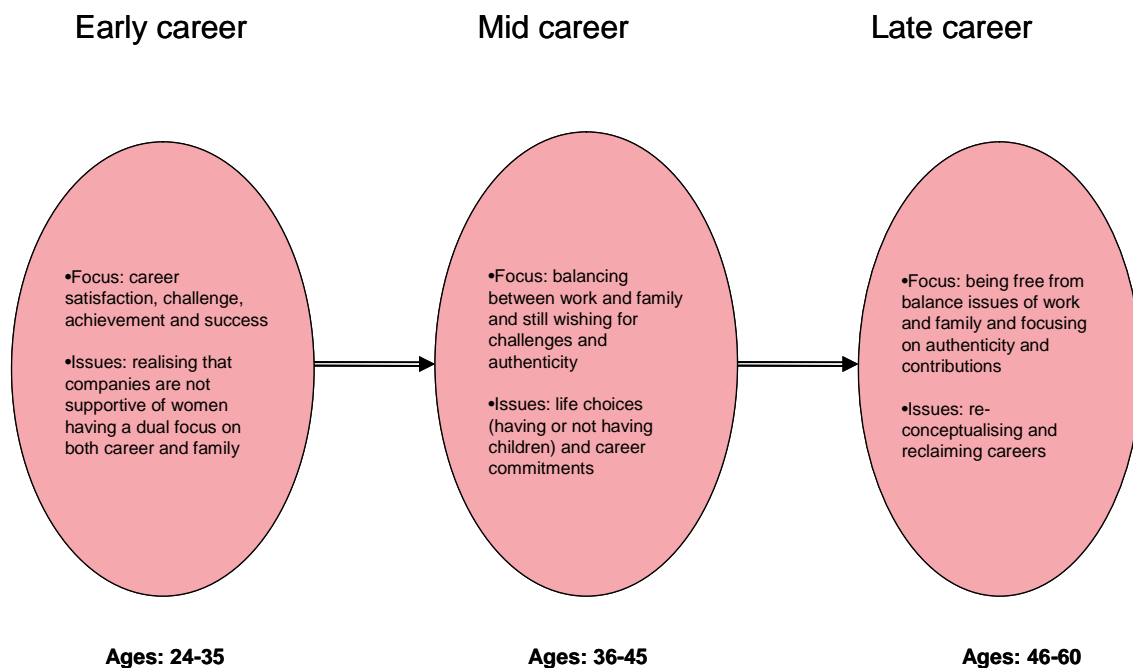 Early career
Mid career
Late career
•Focus: career
satisfaction, challenge,
achievement and success
•Issues: realising that
companies are not
supportive of women
having a dual focus on
both career and family
•Focus: balancing
between work and family
and still wishing for
challenges and
authenticity
•Issues: life choices
(having or not having
children) and career
commitments
•Focus: being free from
balance issues of work
and family and focusing
on authenticity and
contributions
•Issues: re-
conceptualising and
reclaiming careers
Ages: 24-35
Ages: 36-45
Ages: 46-60